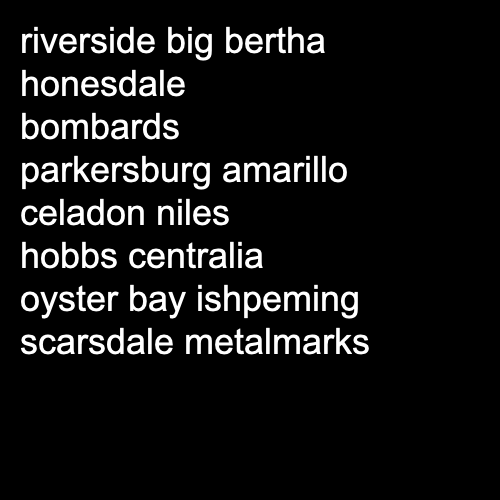 riverside big bertha
honesdale
bombards
parkersburg amarillo
celadon niles
hobbs centralia
oyster bay ishpeming
scarsdale metalmarks